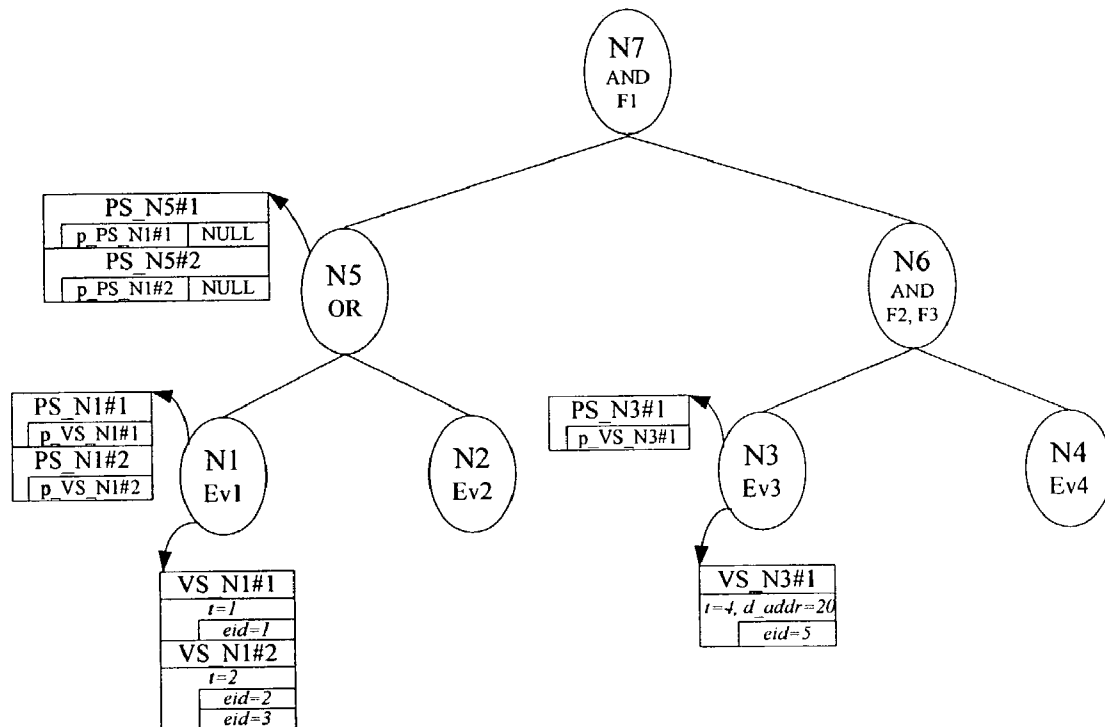 N7
AND
F1
PS_N5#1
p_PS_N1#1 NULL
PS_N5#2
p_PS_N1#2 NULL
N5
OR
N6
AND
F2, F3
PS_N1#1
p_VS_N1#1
PS_N1#2
p_VS_N1#2
N1
Ev1
N2
Ev2
PS_N3#1
p_VS_N3#1
N3
Ev3
N4
Ev4
VS_N1#1
t=1
eid=1
VS_N1#2
t=2
eid=2
eid=3
VS_N3#1
t=4, d_addr=20
eid=5